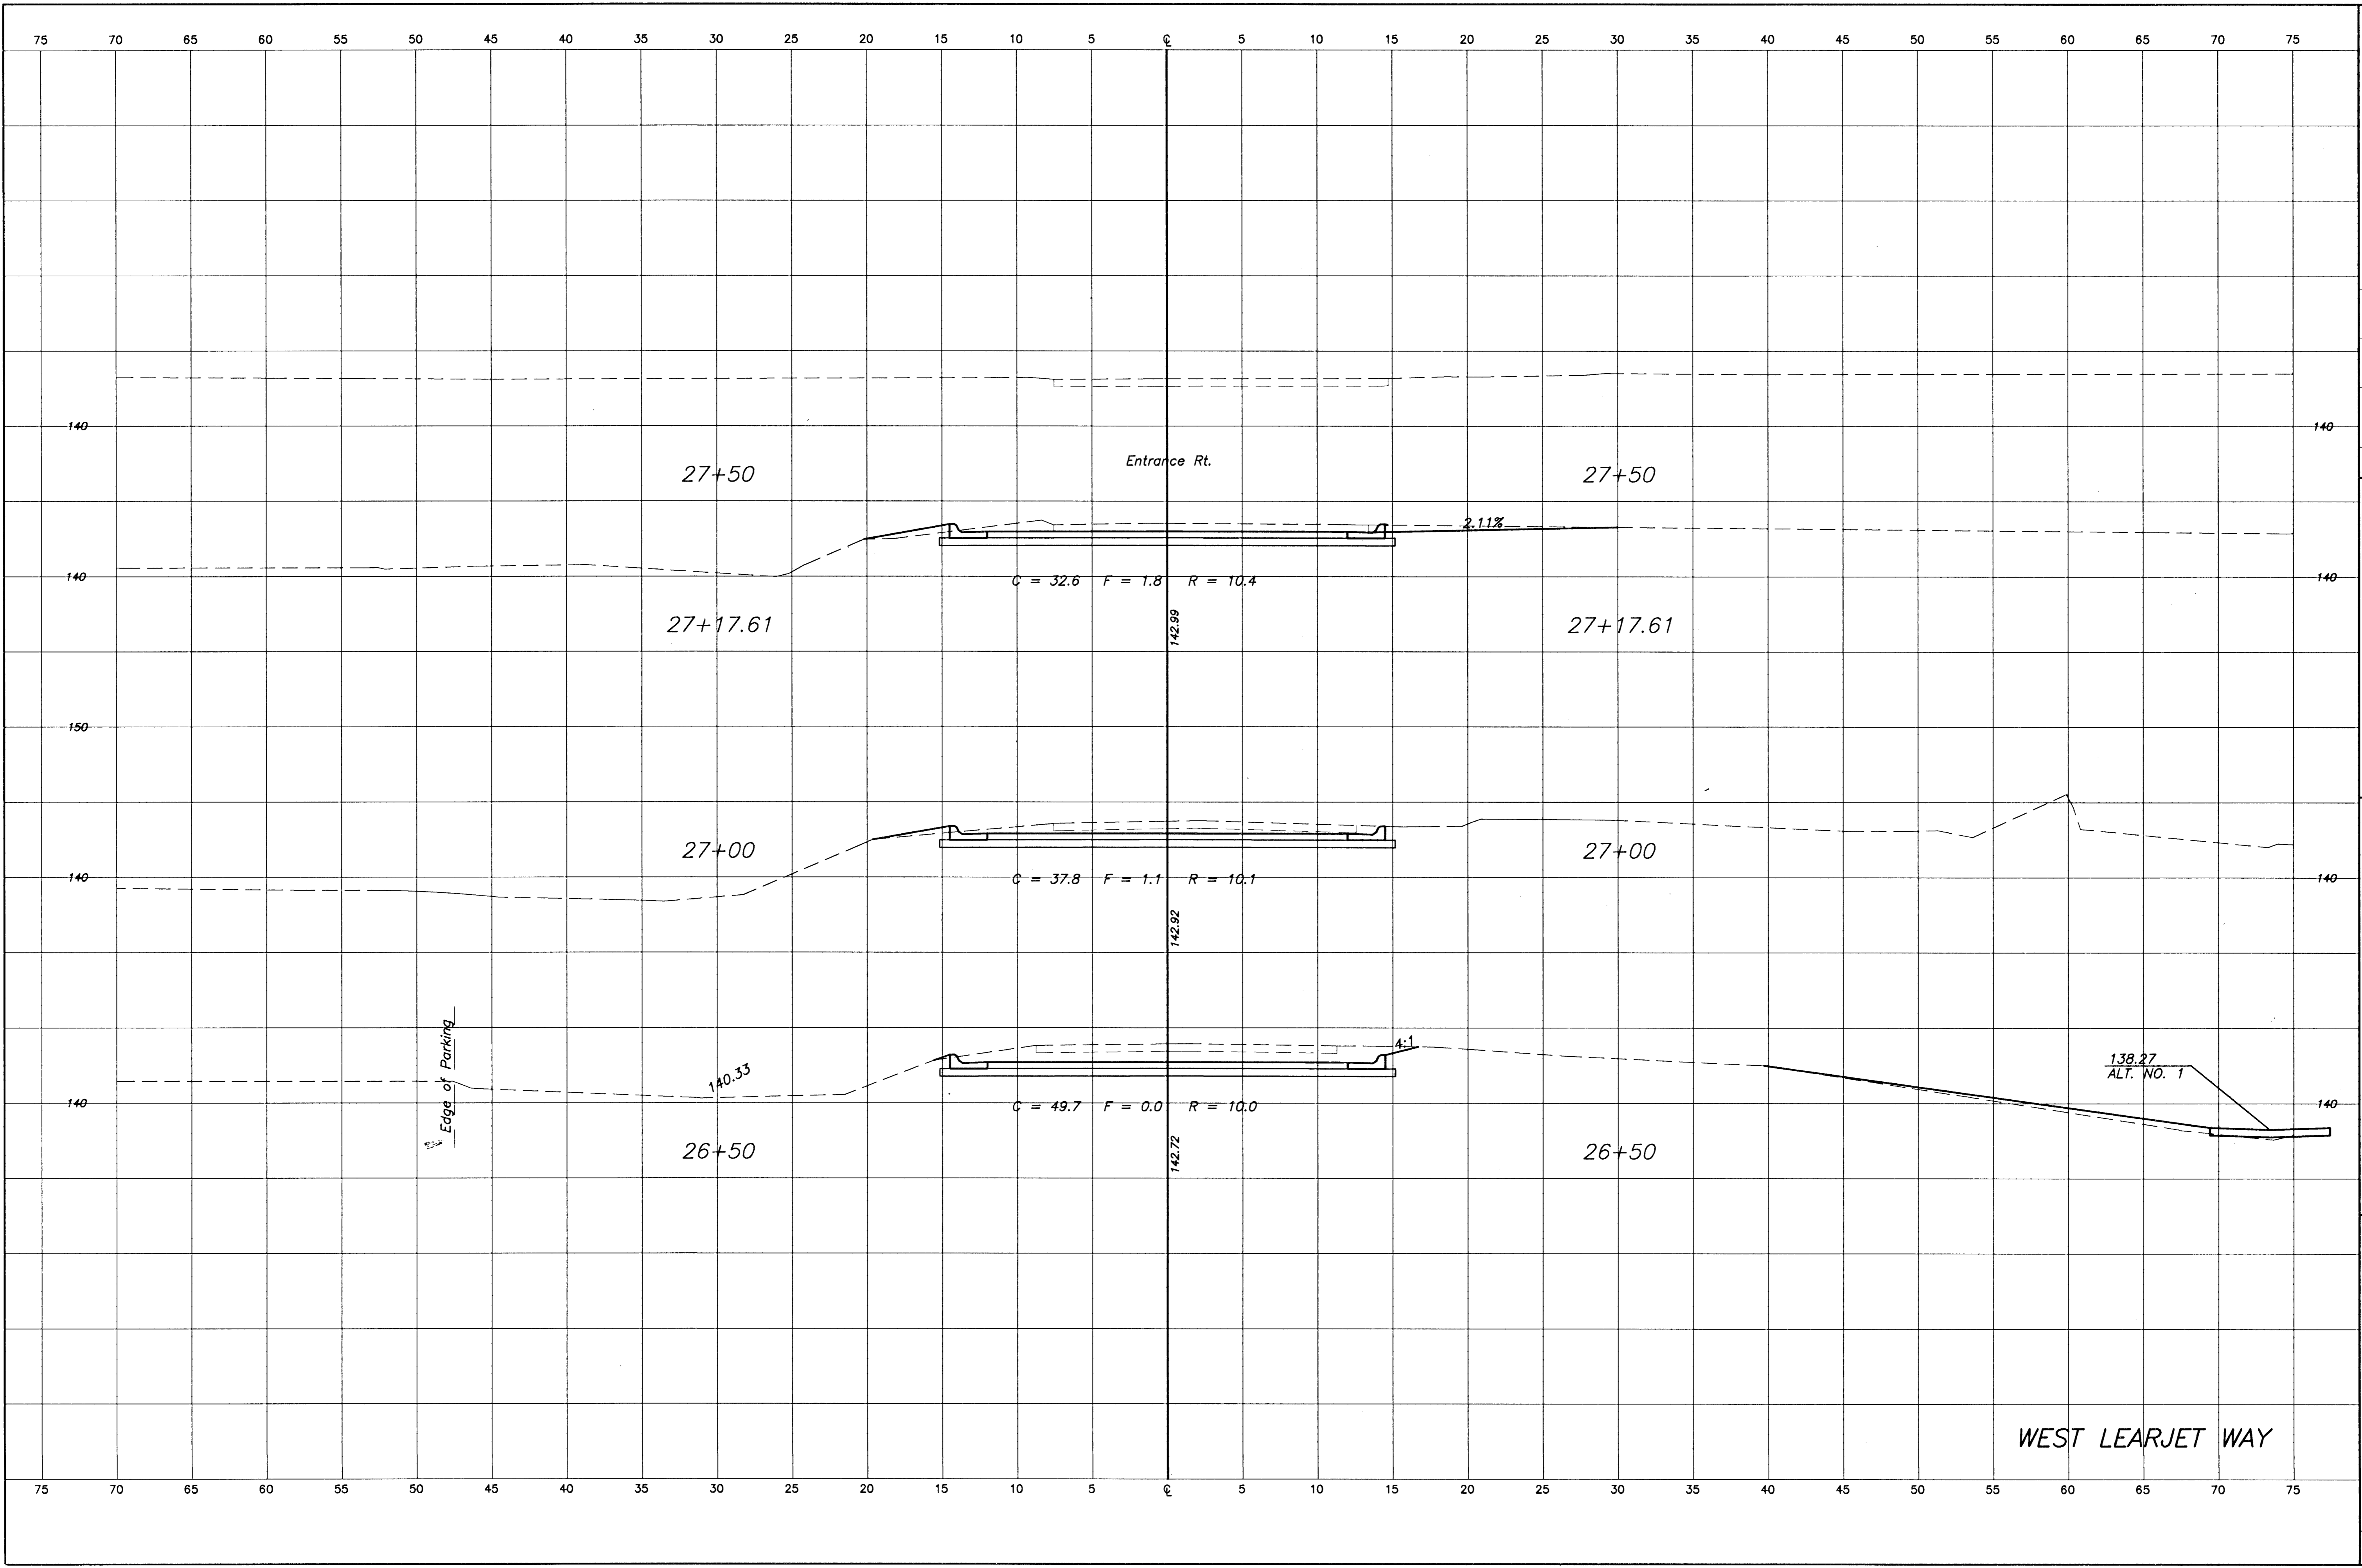 75 70 65 60 55 50 45 40 35 30 25 20 15 10 5 ℄ 5 10 15 20 25 30 35 40 45 50 55 60 65 70 75
140 140
Entrance Rt.
27+50 27+50
2.11%
140 140
C = 32.6 F = 1.8 R = 10.4
27+17.61 27+17.61
142.99
150
27+00 27+00
140 140
C = 37.8 F = 1.1 R = 10.1
142.92
Edge of Parking
140.33
4:1
138.27
ALT. NO. 1
140 140
C = 49.7 F = 0.0 R = 10.0
26+50 26+50
142.72
WEST LEARJET WAY
75 70 65 60 55 50 45 40 35 30 25 20 15 10 5 ℄ 5 10 15 20 25 30 35 40 45 50 55 60 65 70 75